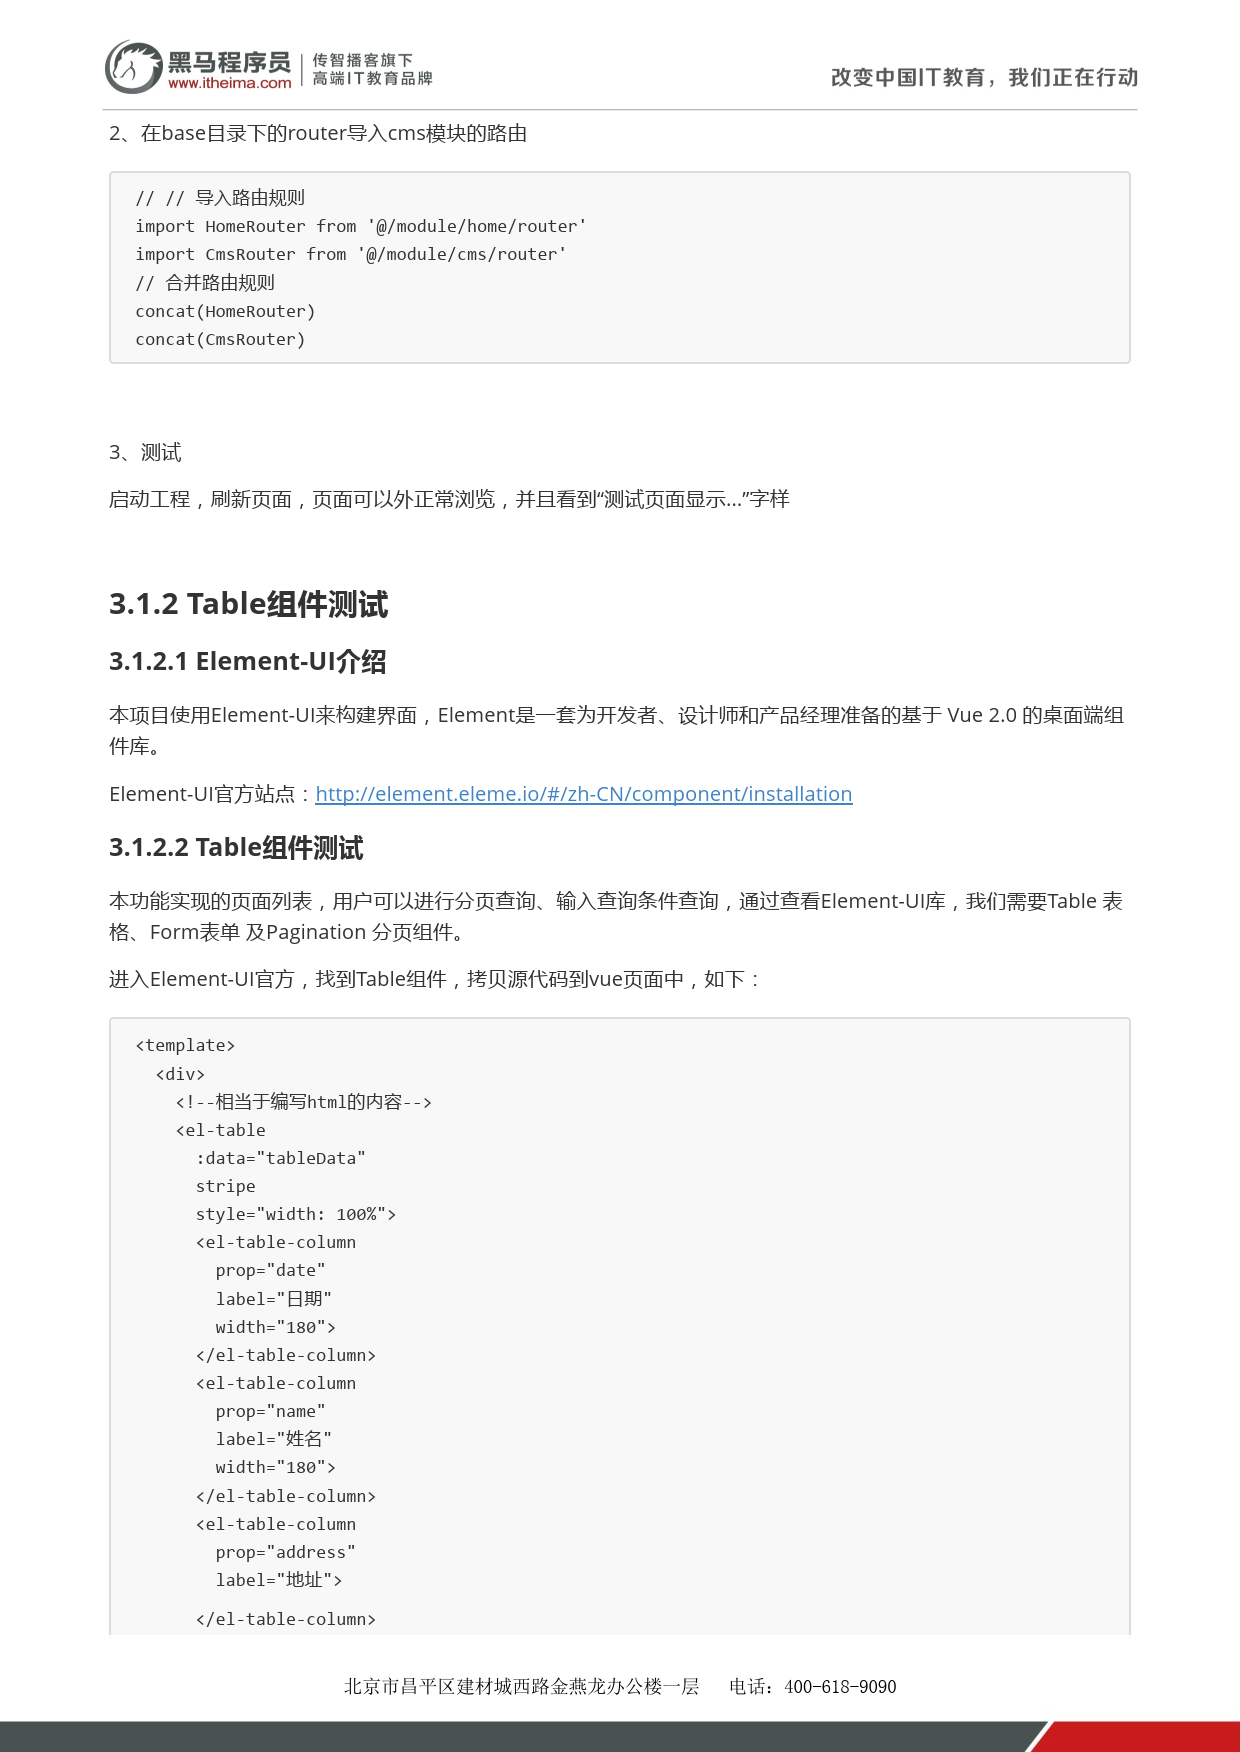 黑马程序员
www.itheima.com
传智播客旗下
高端IT教育品牌
改变中国IT教育，我们正在行动
2、在base目录下的router导入cms模块的路由
// // 导入路由规则
import HomeRouter from '@/module/home/router'
import CmsRouter from '@/module/cms/router'
// 合并路由规则
concat(HomeRouter)
concat(CmsRouter)
3、测试
启动工程，刷新页面，页面可以外正常浏览，并且看到“测试页面显示...”字样
3.1.2 Table组件测试
3.1.2.1 Element-UI介绍
本项目使用Element-UI来构建界面，Element是一套为开发者、设计师和产品经理准备的基于 Vue 2.0 的桌面端组
件库。
Element-UI官方站点：http://element.eleme.io/#/zh-CN/component/installation
3.1.2.2 Table组件测试
本功能实现的页面列表，用户可以进行分页查询、输入查询条件查询，通过查看Element-UI库，我们需要Table 表
格、Form表单 及Pagination 分页组件。
进入Element-UI官方，找到Table组件，拷贝源代码到vue页面中，如下：
<template>
  <div>
    <!--相当于编写html的内容-->
    <el-table
      :data="tableData"
      stripe
      style="width: 100%">
      <el-table-column
        prop="date"
        label="日期"
        width="180">
      </el-table-column>
      <el-table-column
        prop="name"
        label="姓名"
        width="180">
      </el-table-column>
      <el-table-column
        prop="address"
        label="地址">
      </el-table-column>
北京市昌平区建材城西路金燕龙办公楼一层 电话：400-618-9090